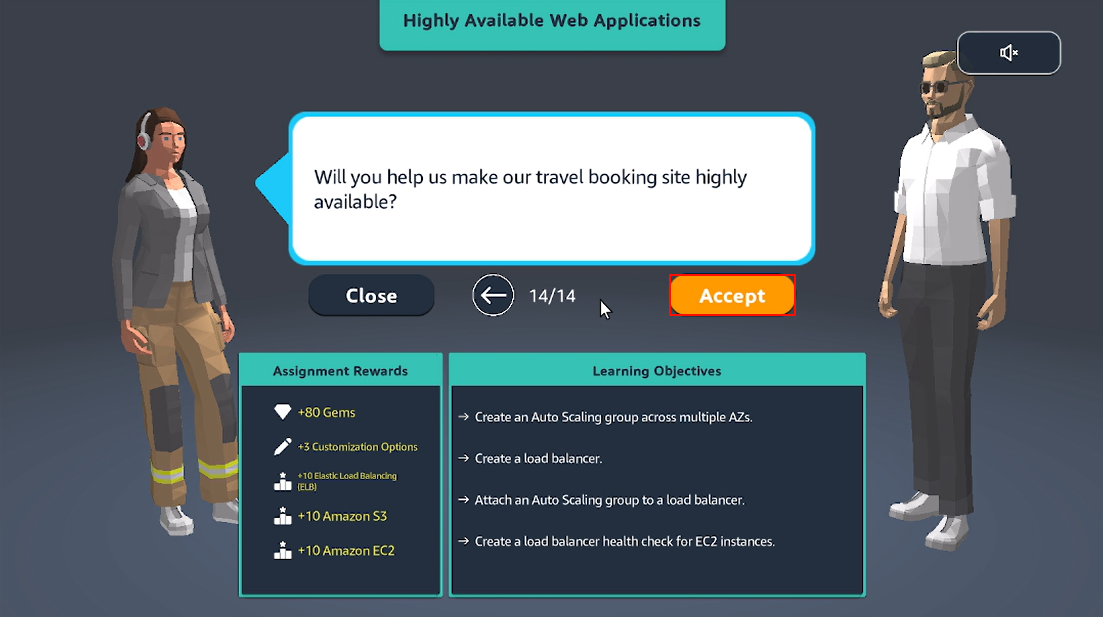 Highly Available Web Applications
Will you help us make our travel booking site highly
available?
Close
14/14
Accept
Assignment Rewards
+80 Gems
+3 Customization Options
+10 Elastic Load Balancing
(ELB)
+10 Amazon S3
+10 Amazon EC2
Learning Objectives
→ Create an Auto Scaling group across multiple AZs.
→ Create a load balancer.
→ Attach an Auto Scaling group to a load balancer.
→ Create a load balancer health check for EC2 instances.